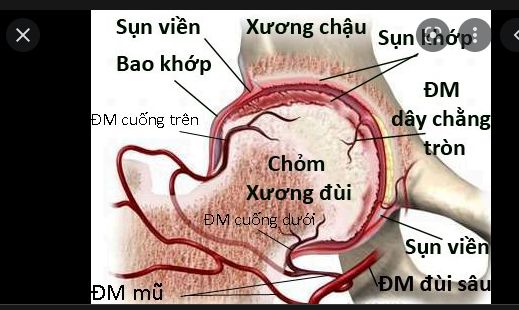 Sụn viền
Xương chậu
Sụn khớp
Bao khớp
ĐM
dây chằng
tròn
ĐM cuống trên
Chỏm
Xương đùi
ĐM cuống dưới
Sụn viền
ĐM đùi sâu
ĐM mũ